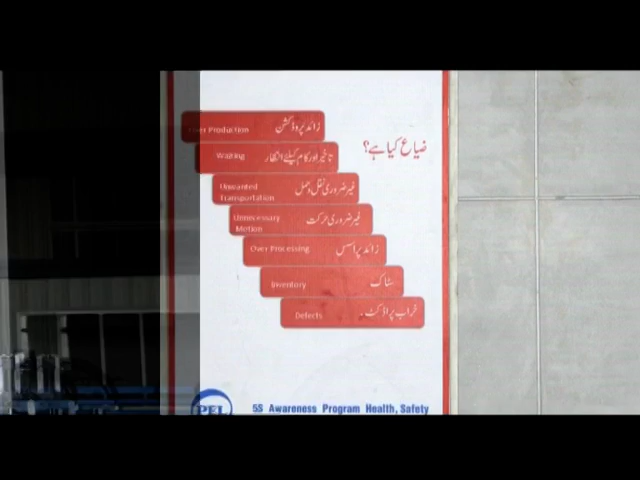 ضیاع کیا ہے؟
Over Production زائد پروڈکشن
Waiting تاخیر اور کام کیلئے انتظار
Unwanted غیر ضروری نقل و حمل
Transportation
Unnecessary غیر ضروری حرکت
Motion
Over Processing زائد پراسس
Inventory سٹاک
Defects خراب پراڈکٹ۔
PEL
5S Awareness Program Health, Safety